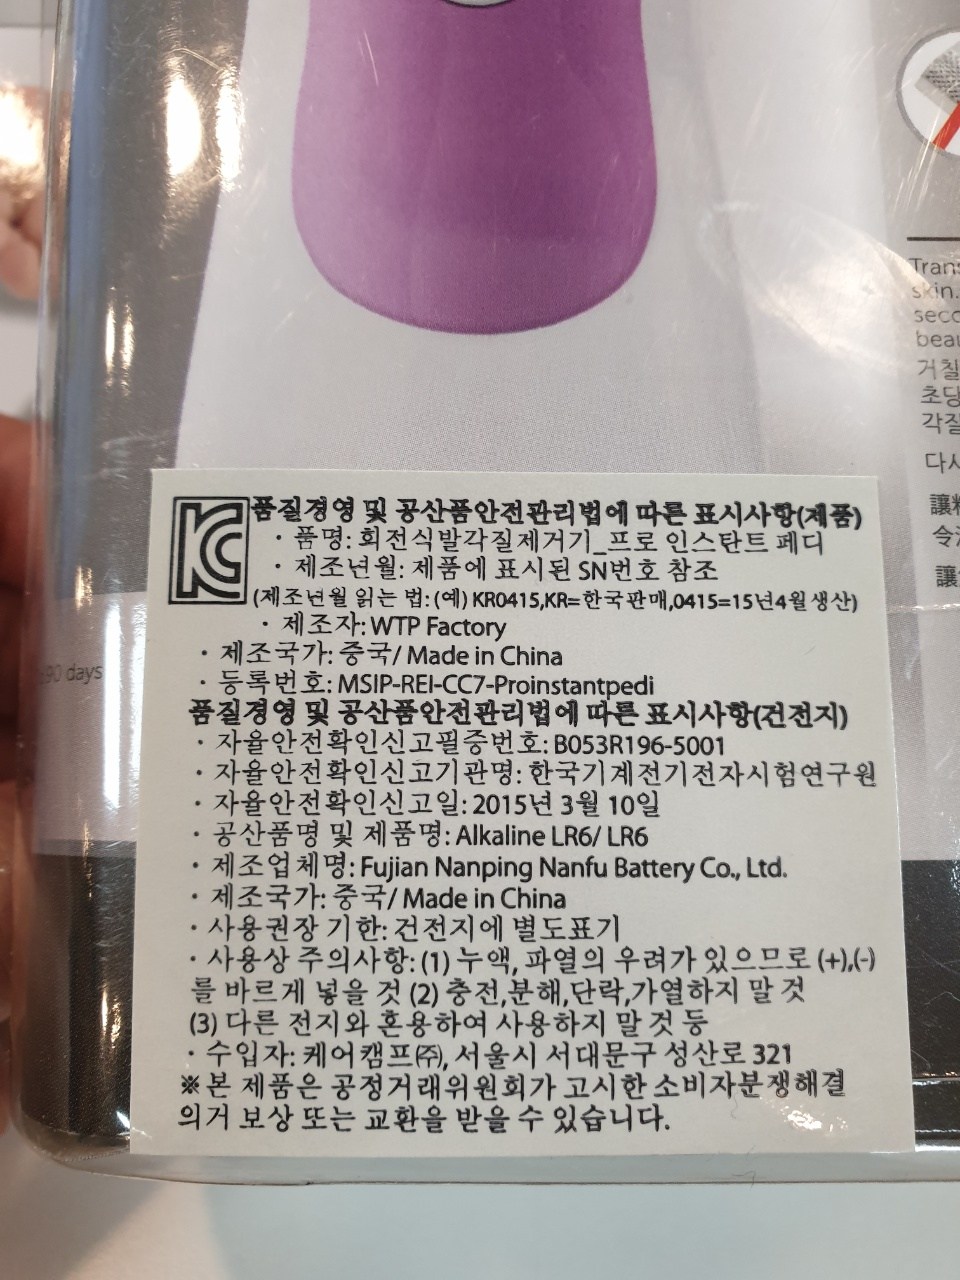 Trans
skin.
seco
beau
거칠
초당
각질
다시
讓
令
讓
90 days
KC
품질경영 및 공산품안전관리법에 따른 표시사항(제품)
· 품명: 회전식발각질제거기_프로 인스탄트 페디
· 제조년월: 제품에 표시된 SN번호 참조
(제조년월 읽는 법: (예) KR0415,KR=한국판매,0415=15년4월생산)
· 제조자: WTP Factory
· 제조국가: 중국/ Made in China
· 등록번호: MSIP-REI-CC7-Proinstantpedi
품질경영 및 공산품안전관리법에 따른 표시사항(건전지)
· 자율안전확인신고필증번호: B053R196-5001
· 자율안전확인신고기관명: 한국기계전기전자시험연구원
· 자율안전확인신고일: 2015년 3월 10일
· 공산품명 및 제품명: Alkaline LR6/ LR6
· 제조업체명: Fujian Nanping Nanfu Battery Co., Ltd.
· 제조국가: 중국/ Made in China
· 사용권장 기한: 건전지에 별도표기
· 사용상 주의사항: (1) 누액, 파열의 우려가 있으므로 (+),(-)
를 바르게 넣을 것 (2) 충전,분해,단락,가열하지 말 것
(3) 다른 전지와 혼용하여 사용하지 말 것 등
· 수입자: 케어캠프㈜, 서울시 서대문구 성산로 321
※본 제품은 공정거래위원회가 고시한 소비자분쟁해결
의거 보상 또는 교환을 받을 수 있습니다.